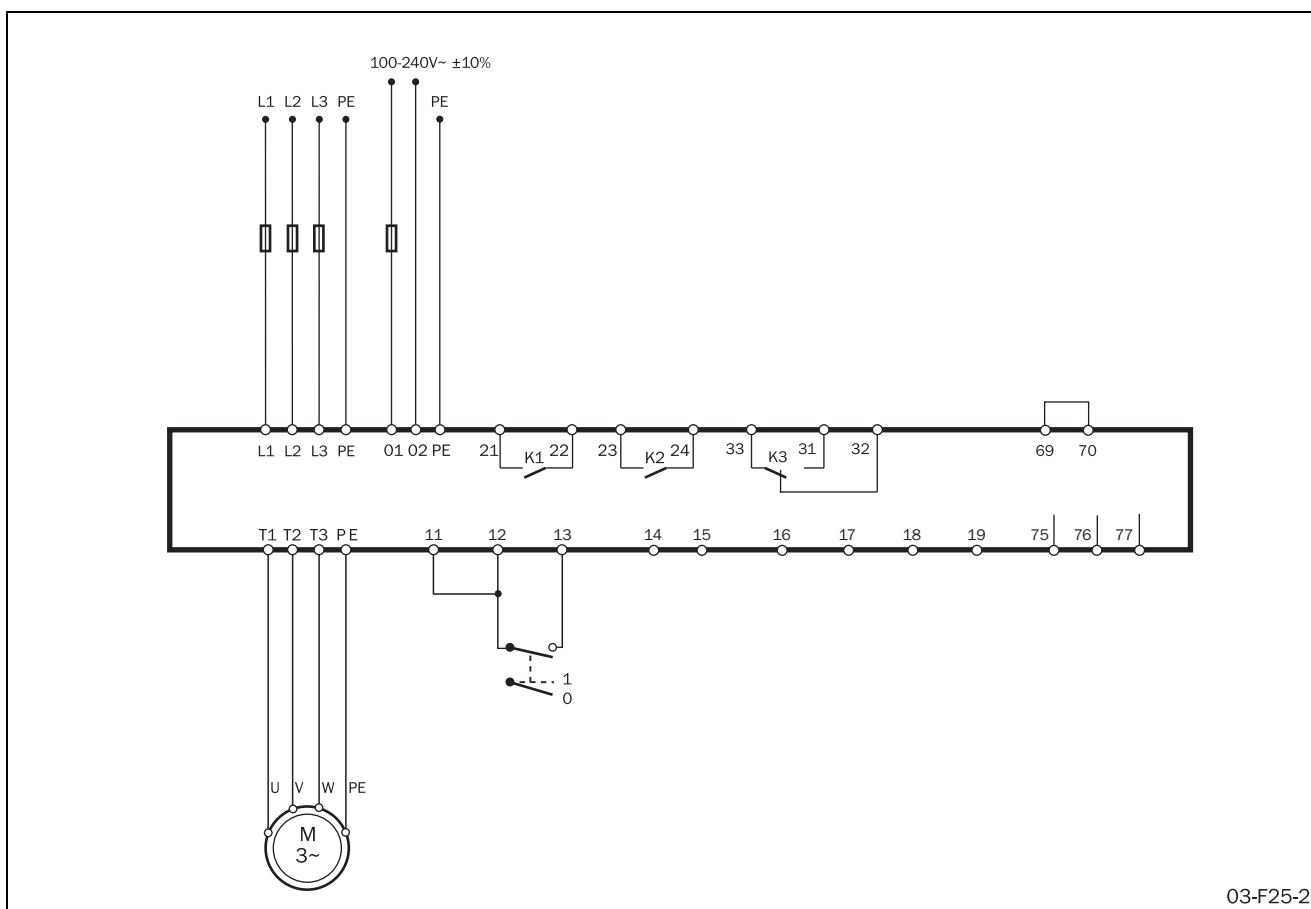 100-240V~ ±10%
L1 L2 L3 PE PE
L1 L2 L3 PE 01 02 PE 21 K1 22 23 K2 24 33 K3 31 32 69 70
T1 T2 T3 PE 11 12 13 14 15 16 17 18 19 75 76 77
1
0
U V W PE
M
3~
03-F25-2